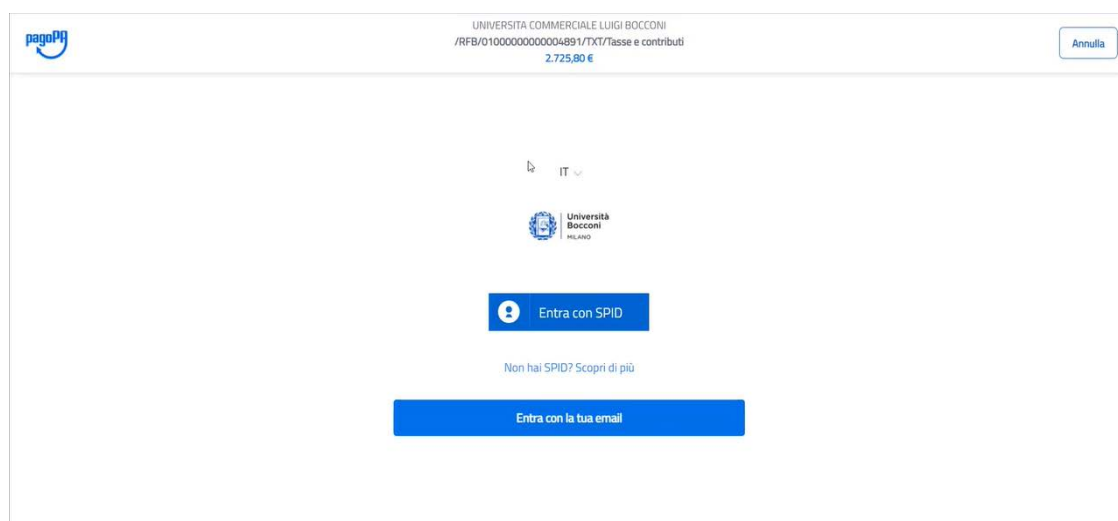 pagoPA
UNIVERSITA COMMERCIALE LUIGI BOCCONI
/RFB/01000000000004891/TXT/Tasse e contributi
2.725,80 €
Annulla
IT
Università
Bocconi
MILANO
Entra con SPID
Non hai SPID? Scopri di più
Entra con la tua email